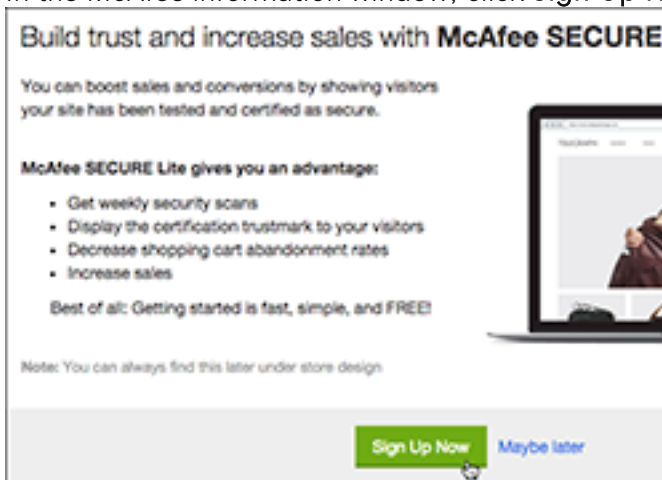 Build trust and increase sales with McAfee SECURE
You can boost sales and conversions by showing visitors
your site has been tested and certified as secure.
McAfee SECURE Lite gives you an advantage:
• Get weekly security scans
• Display the certification trustmark to your visitors
• Decrease shopping cart abandonment rates
• Increase sales
Best of all: Getting started is fast, simple, and FREE!
Note: You can always find this later under store design
Sign Up Now Maybe later